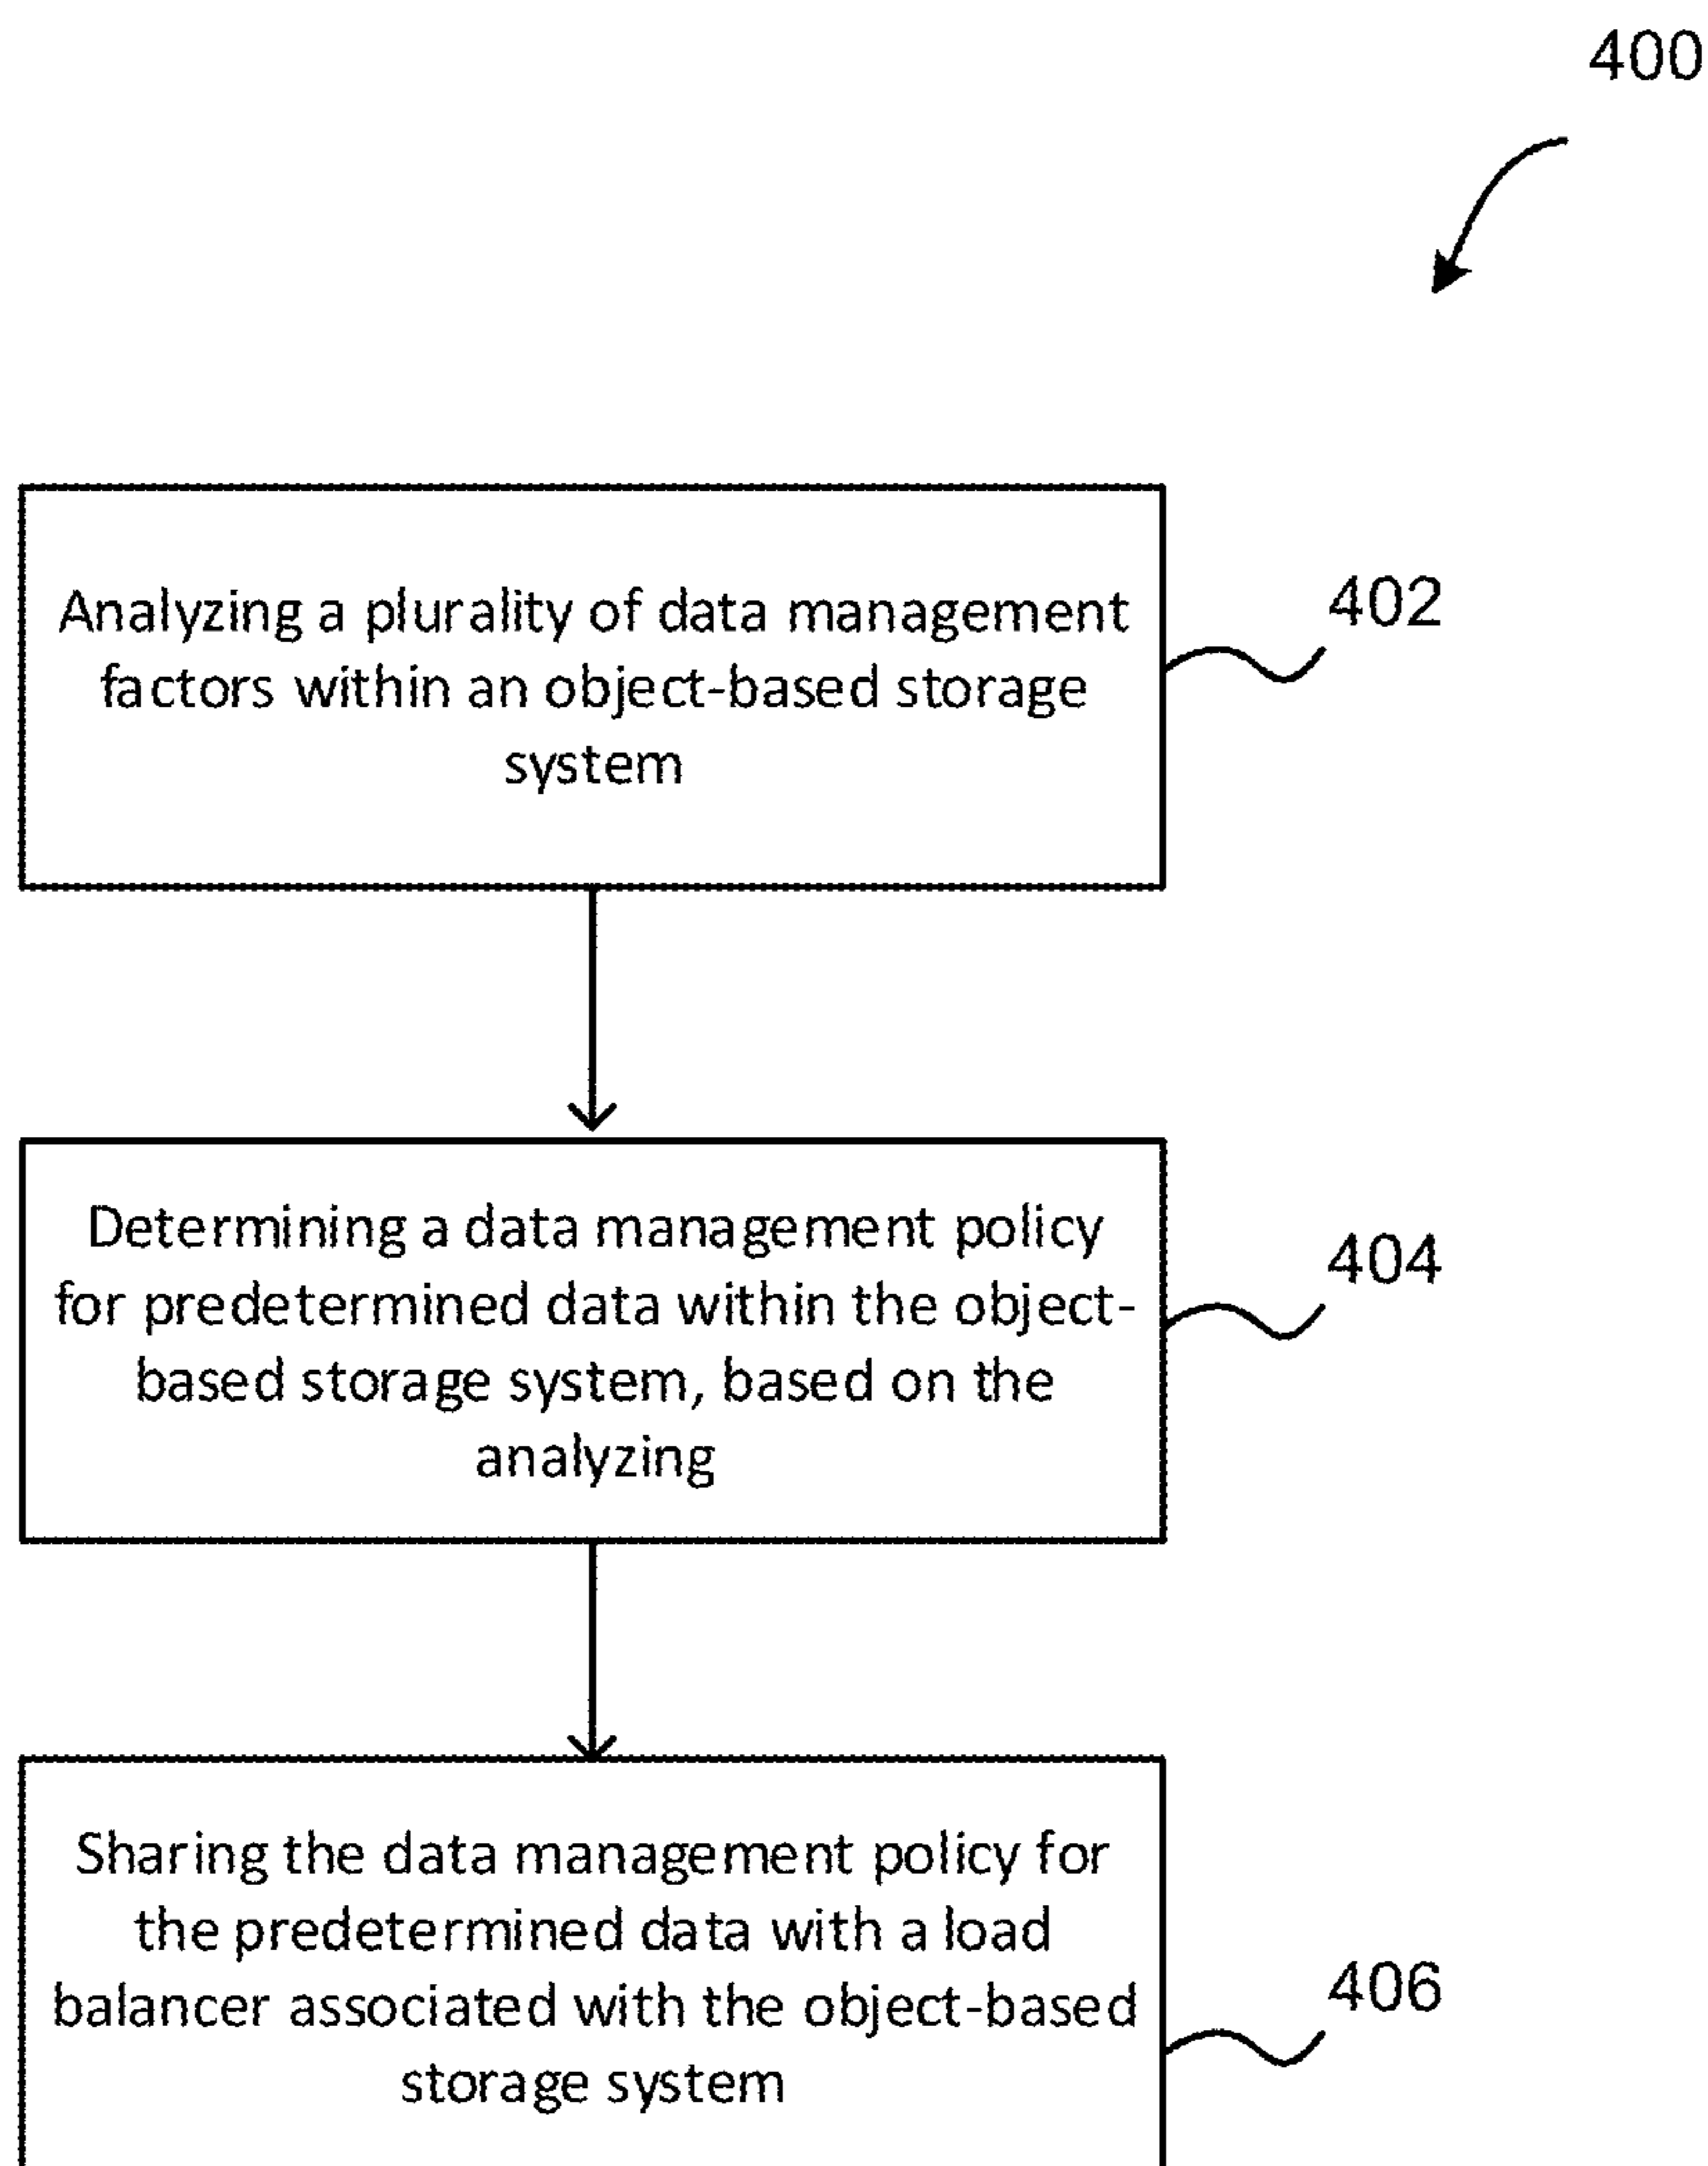 400
Analyzing a plurality of data management
factors within an object-based storage
system
402
Determining a data management policy
for predetermined data within the object-
based storage system, based on the
analyzing
404
Sharing the data management policy for
the predetermined data with a load
balancer associated with the object-based
storage system
406